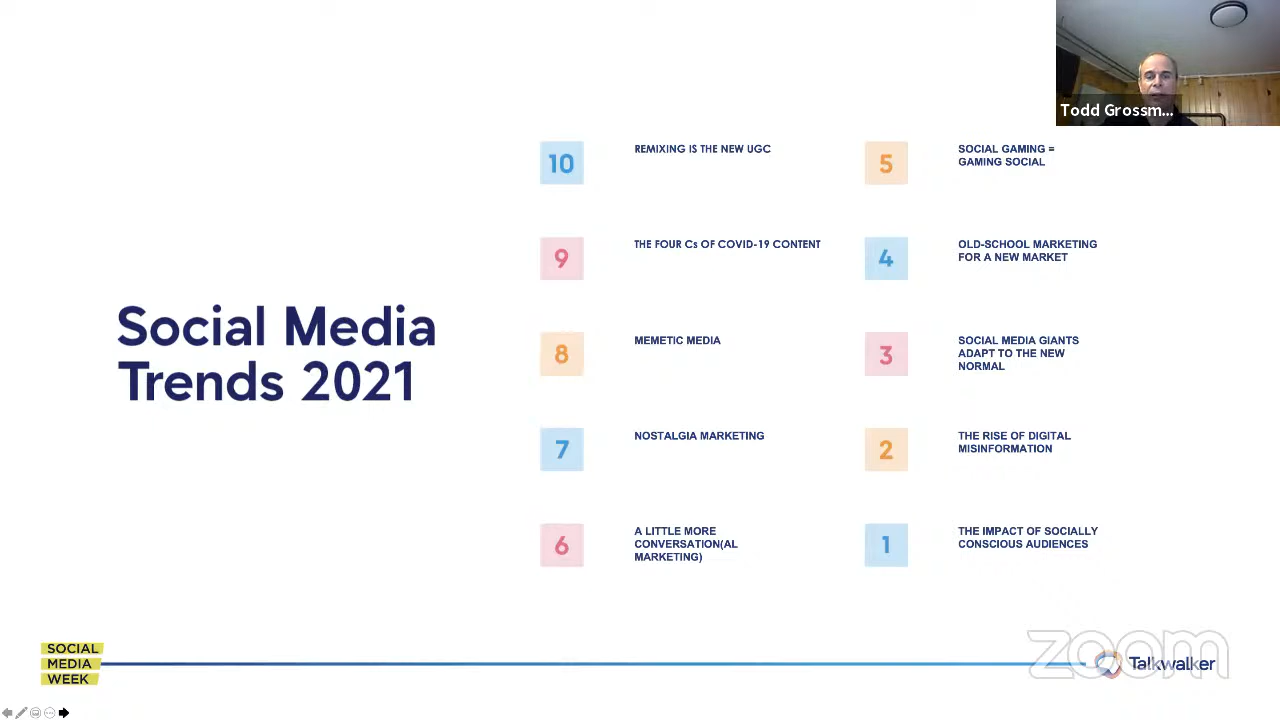 Todd Grossm...
Social Media
Trends 2021
10
REMIXING IS THE NEW UGC
9
THE FOUR Cs OF COVID-19 CONTENT
8
MEMETIC MEDIA
7
NOSTALGIA MARKETING
6
A LITTLE MORE
CONVERSATION(AL
MARKETING)
5
SOCIAL GAMING =
GAMING SOCIAL
4
OLD-SCHOOL MARKETING
FOR A NEW MARKET
3
SOCIAL MEDIA GIANTS
ADAPT TO THE NEW
NORMAL
2
THE RISE OF DIGITAL
MISINFORMATION
1
THE IMPACT OF SOCIALLY
CONSCIOUS AUDIENCES
SOCIAL
MEDIA
WEEK
zoom
Talkwalker